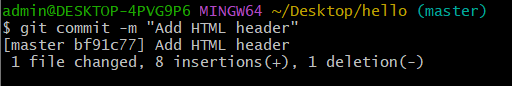 admin@DESKTOP-4PVG9P6 MINGW64 ~/Desktop/hello (master)
$ git commit -m "Add HTML header"
[master bf91c77] Add HTML header
 1 file changed, 8 insertions(+), 1 deletion(-)